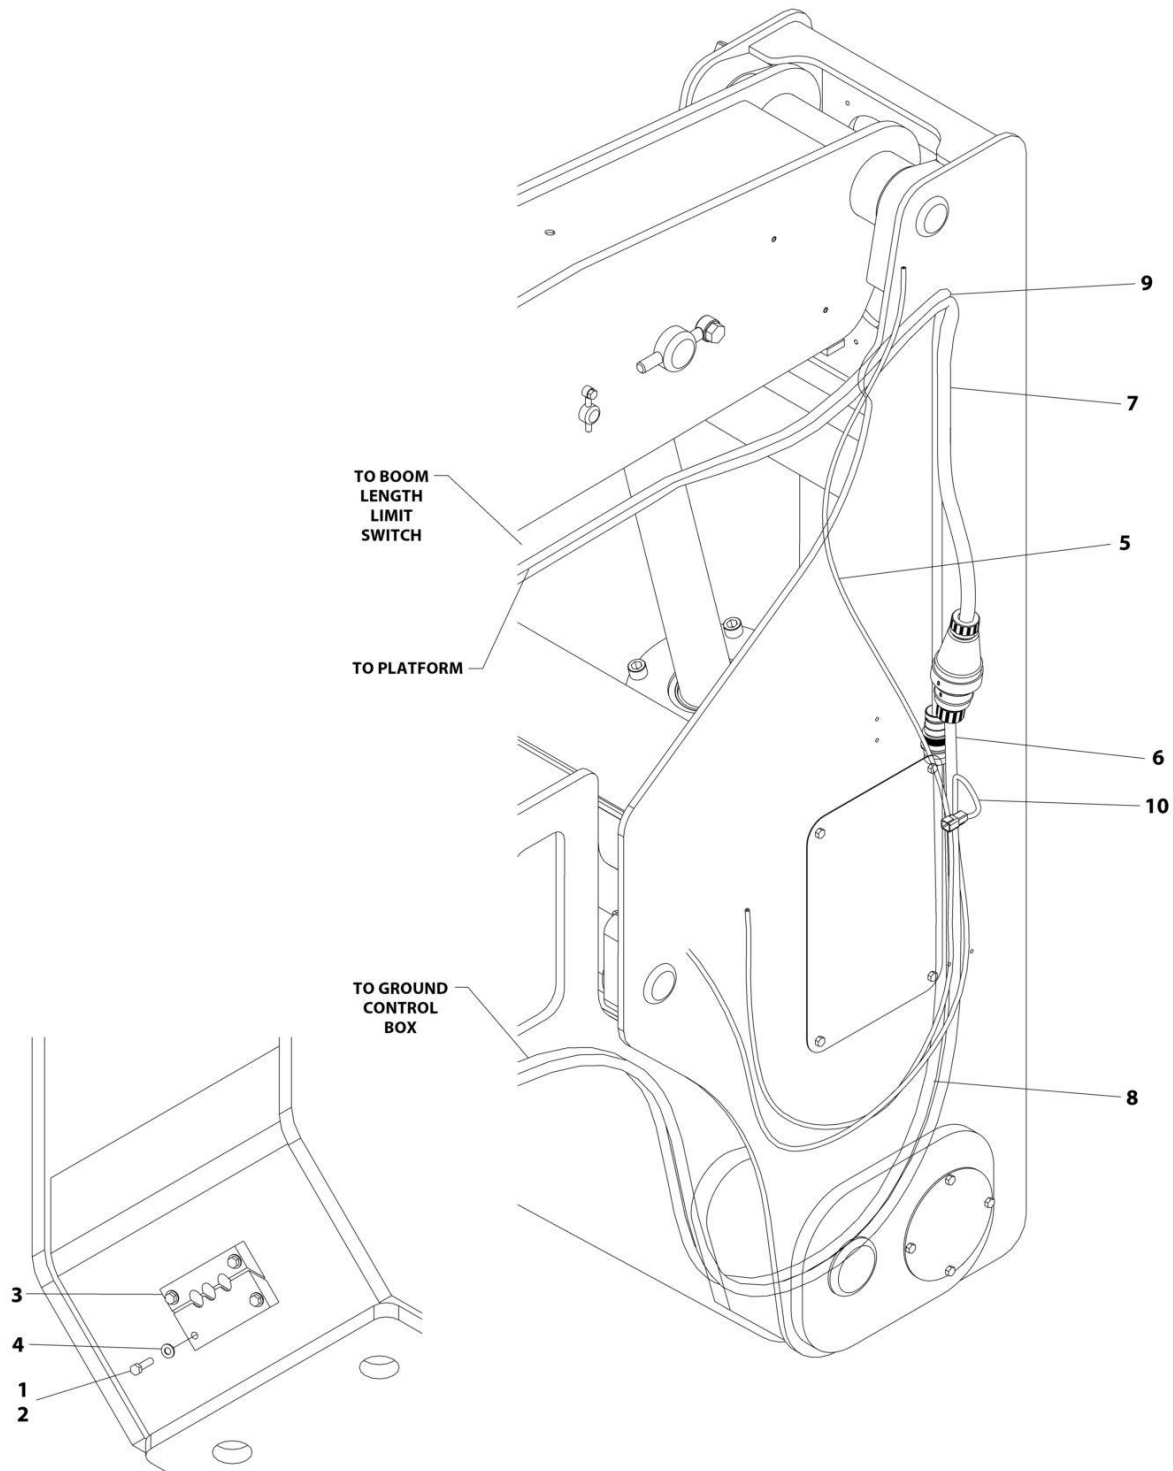 9
7
TO BOOM
LENGTH
LIMIT
SWITCH
5
TO PLATFORM
6
10
TO GROUND
CONTROL
BOX
8
3
4
1
2